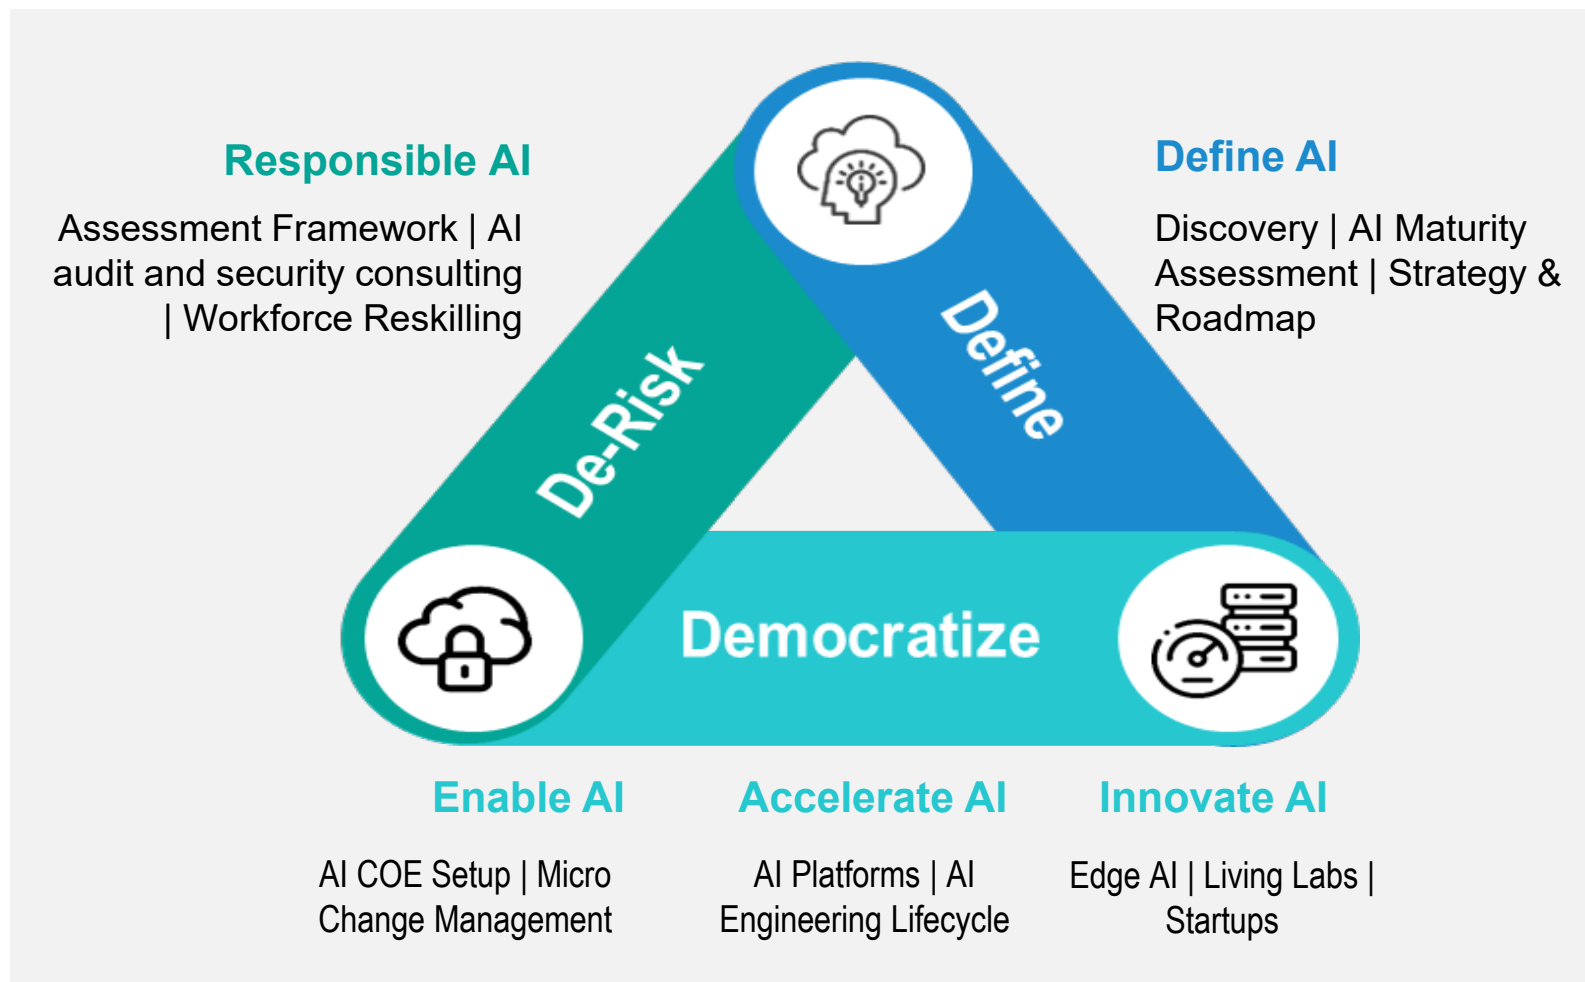 Responsible AI
Assessment Framework | AI
audit and security consulting
| Workforce Reskilling
Define AI
Discovery | AI Maturity
Assessment | Strategy &
Roadmap
De-Risk
Define
Democratize
Enable AI
AI COE Setup | Micro
Change Management
Accelerate AI
AI Platforms | AI
Engineering Lifecycle
Innovate AI
Edge AI | Living Labs |
Startups